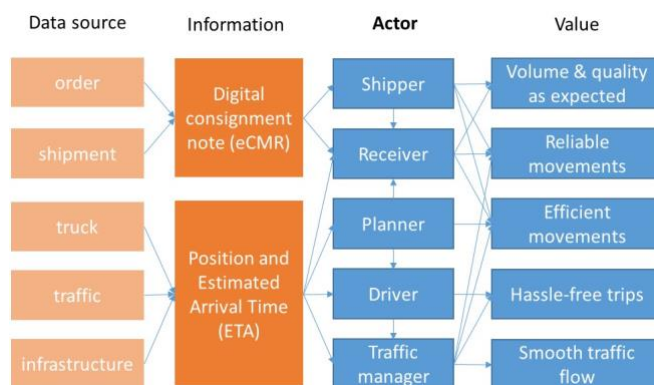 Data source
Information
Actor
Value
order
shipment
truck
traffic
infrastructure
Digital
consignment
note (eCMR)
Position and
Estimated
Arrival Time
(ETA)
Shipper
Receiver
Planner
Driver
Traffic
manager
Volume & quality
as expected
Reliable
movements
Efficient
movements
Hassle-free trips
Smooth traffic
flow